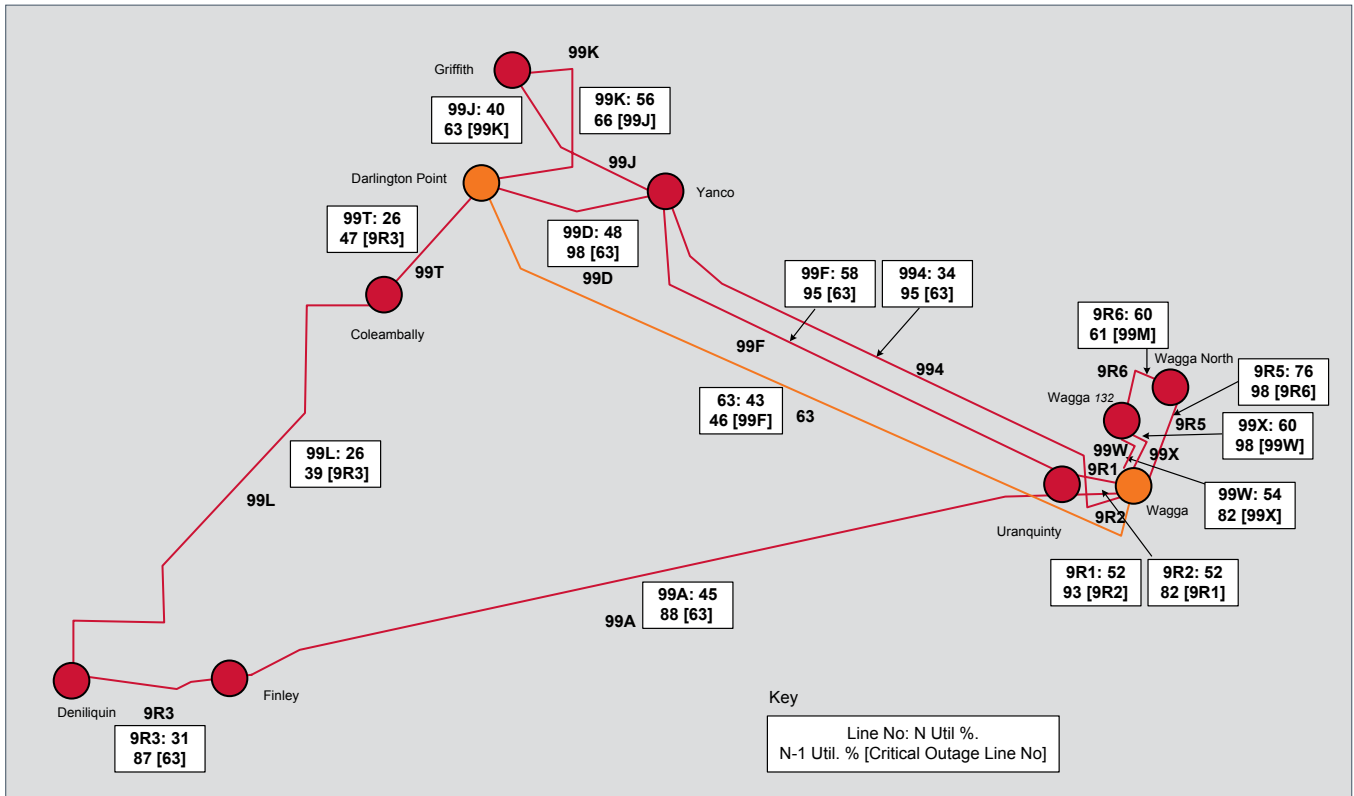 99K
Griffith
99K: 56
66 [99J]
99J: 40
63 [99K]
99J
Darlington Point
Yanco
99T: 26
47 [9R3]
99D: 48
98 [63]
99D
99T
Coleambally
99F: 58
95 [63]
994: 34
95 [63]
99F
994
9R6: 60
61 [99M]
Wagga North
9R6
9R5: 76
98 [9R6]
Wagga 132
9R5
99X: 60
98 [99W]
99W
99X
9R1
63: 43
46 [99F]
63
99W: 54
82 [99X]
Wagga
Uranquinty
9R2
9R1: 52
93 [9R2]
9R2: 52
82 [9R1]
99L: 26
39 [9R3]
99L
99A: 45
88 [63]
99A
Deniliquin
Finley
9R3
9R3: 31
87 [63]
Key
Line No: N Util %.
N-1 Util. % [Critical Outage Line No]